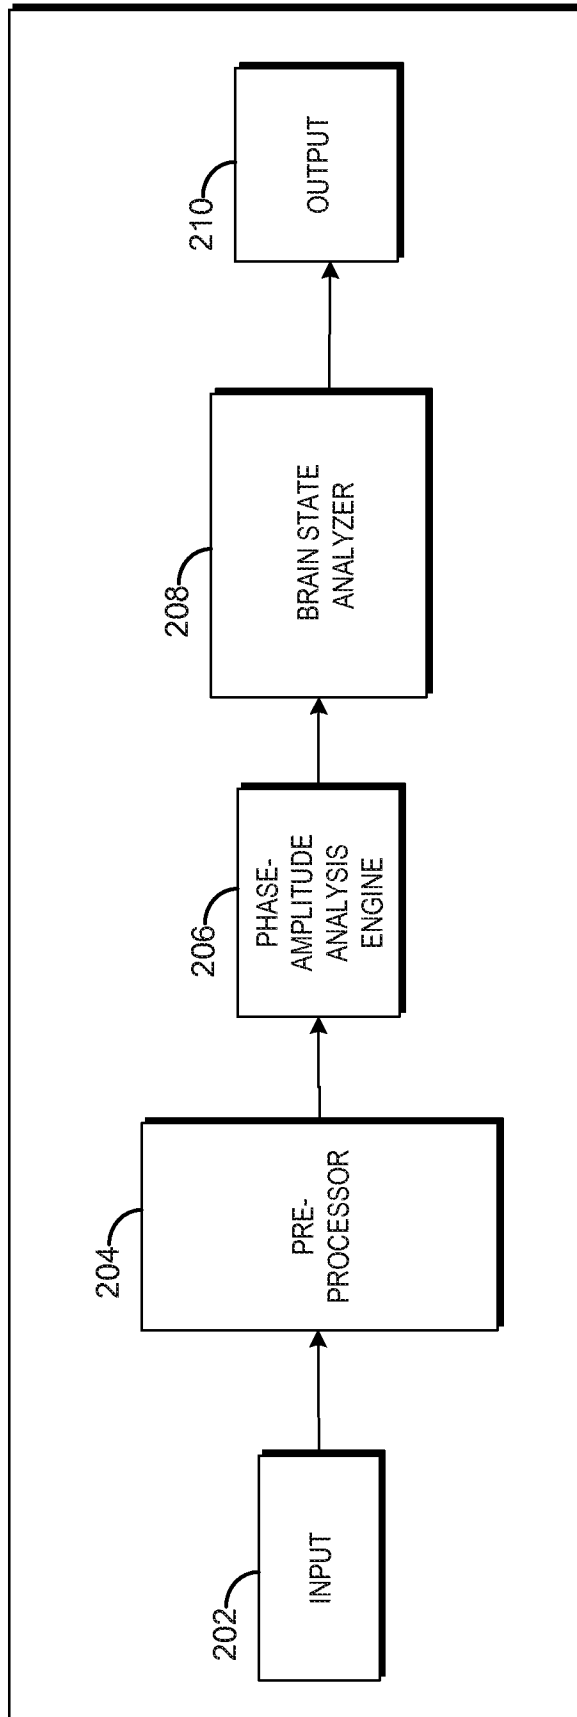 202
INPUT
204
PRE-
PROCESSOR
206
PHASE-
AMPLITUDE
ANALYSIS
ENGINE
208
BRAIN STATE
ANALYZER
210
OUTPUT